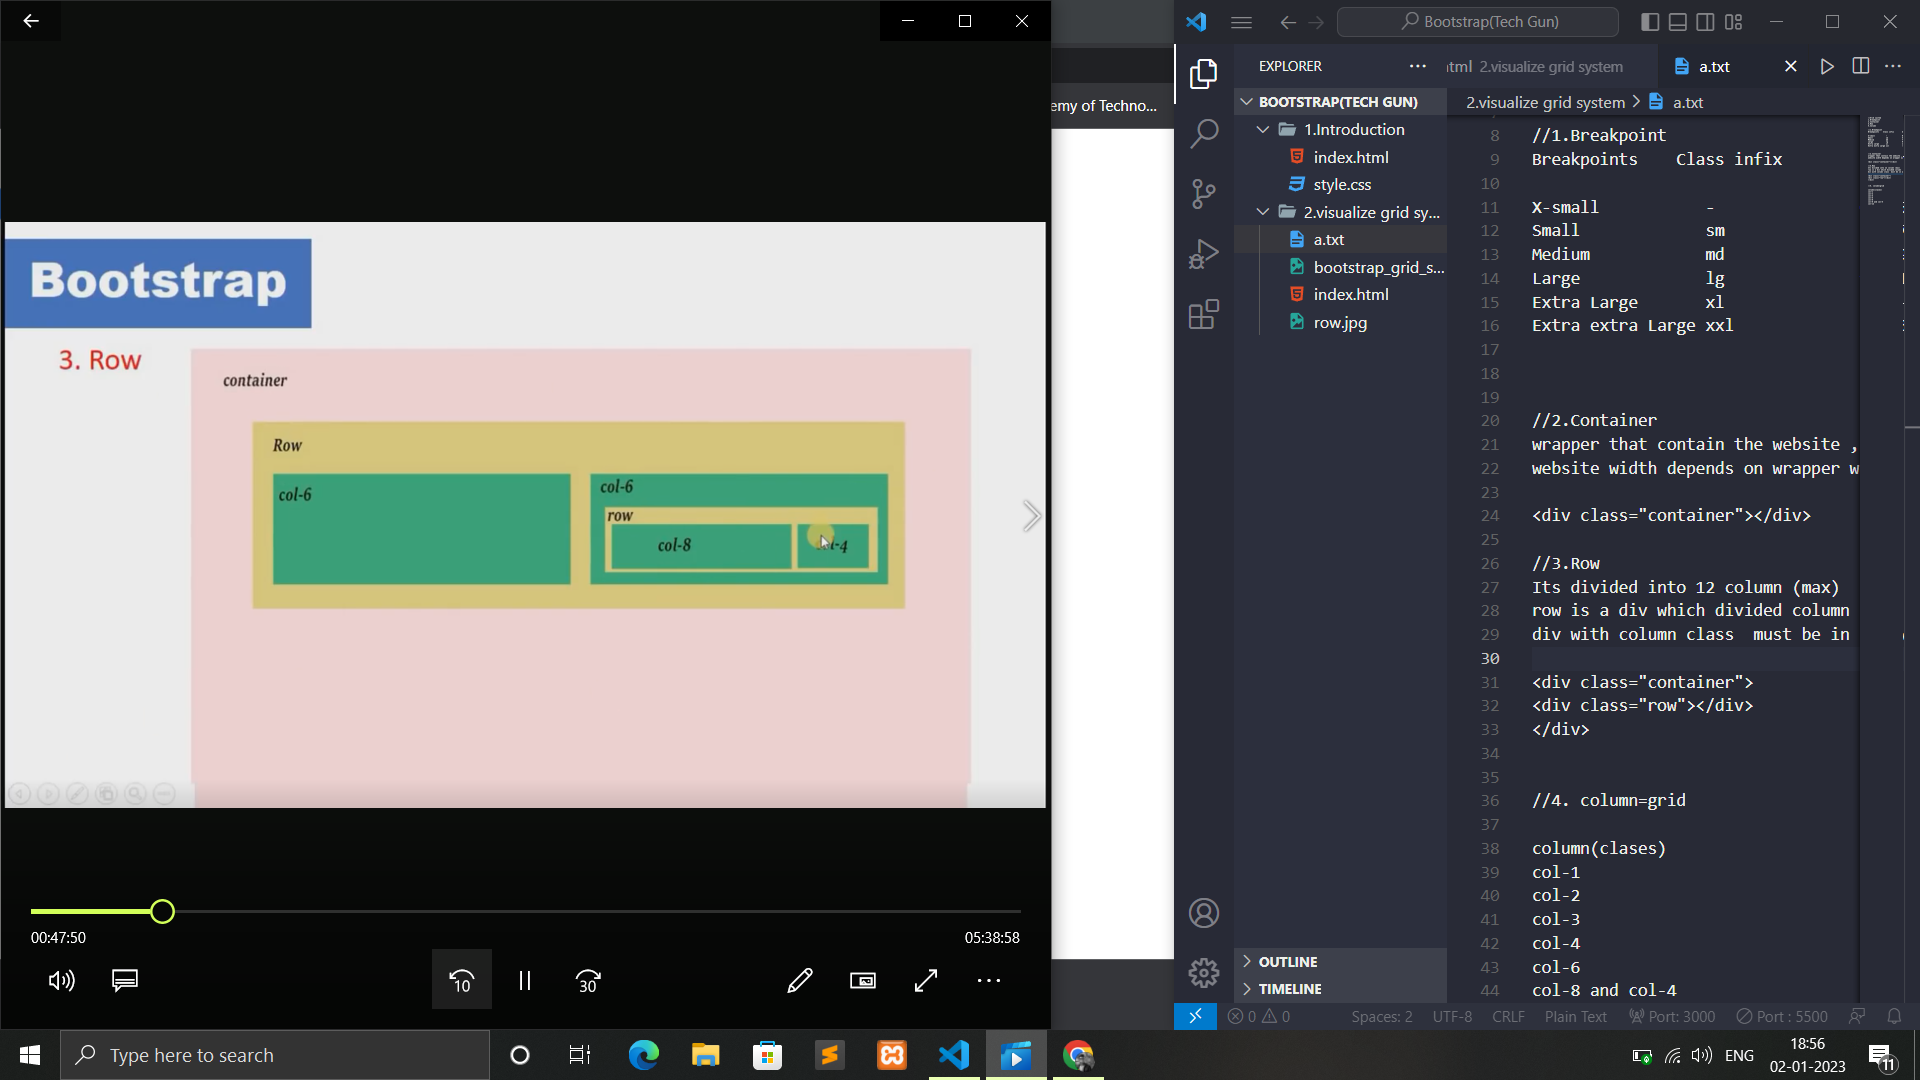 Bootstrap
3. Row
container
Row
col-6
col-6
row
col-8
00:47:50
05:38:58
10
30
emy of Techno...
Bootstrap(Tech Gun)
EXPLORER
html 2.visualize grid system
a.txt
BOOTSTRAP(TECH GUN)
1.Introduction
index.html
style.css
2.visualize grid sy...
a.txt
bootstrap_grid_s...
index.html
row.jpg
OUTLINE
TIMELINE
2.visualize grid system > a.txt
8 //1.Breakpoint
9 Breakpoints Class infix
10
11 X-small -
12 Small sm
13 Medium md
14 Large lg
15 Extra Large xl
16 Extra extra Large xxl
17
18
19
20 //2.Container
21 wrapper that contain the website ,
22 website width depends on wrapper w
23
24 <div class="container"></div>
25
26 //3.Row
27 Its divided into 12 column (max)
28 row is a div which divided column
29 div with column class  must be in
30
31 <div class="container">
32 <div class="row"></div>
33 </div>
34
35
36 //4. column=grid
37
38 column(clases)
39 col-1
40 col-2
41 col-3
42 col-4
43 col-6
44 col-8 and col-4
0 0
Spaces: 2 UTF-8 CRLF Plain Text Port: 3000 Port : 5500
Type here to search
ENG
18:56
02-01-2023
11